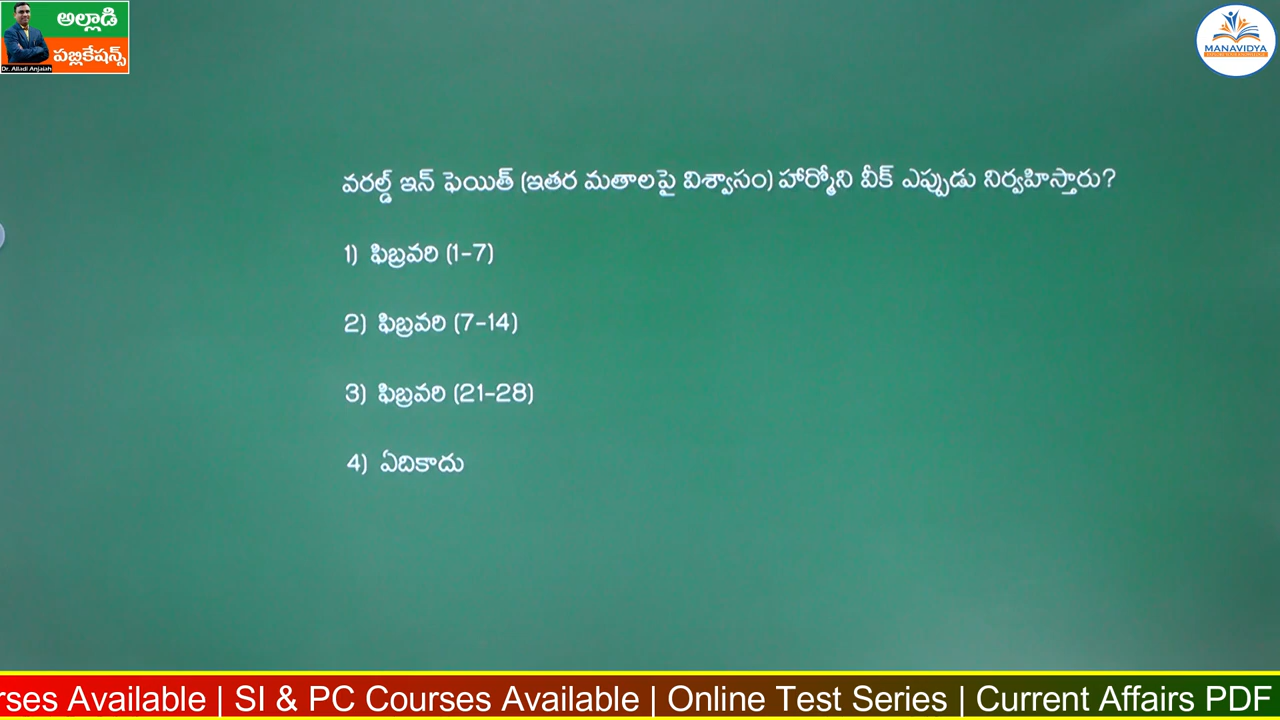 అల్లాడి
పబ్లికేషన్స్
Dr. Alladi Anjaiah
MANAVIDYA
వరల్డ్ ఇన్ ఫెయిత్ (ఇతర మతాలపై విశ్వాసం) హార్మోని వీక్ ఎప్పుడు నిర్వహిస్తారు?
1) ఫిబ్రవరి (1-7)
2) ఫిబ్రవరి (7-14)
3) ఫిబ్రవరి (21-28)
4) ఏదికాదు
rses Available | SI & PC Courses Available | Online Test Series | Current Affairs PDF